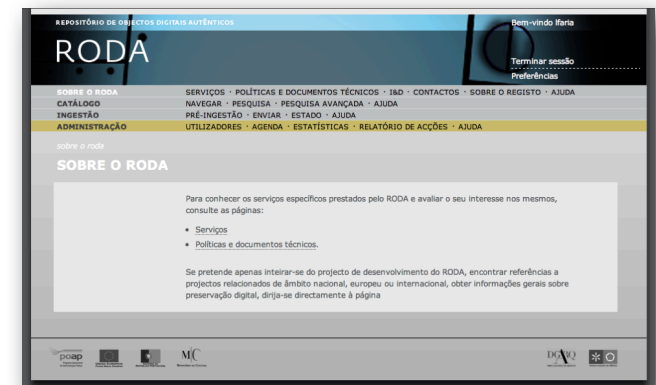 REPOSITÓRIO DE OBJECTOS DIGITAIS AUTÊNTICOS
Bem-vindo lfaria
RODA
Terminar sessão
Preferências
SOBRE O RODA SERVIÇOS · POLÍTICAS E DOCUMENTOS TÉCNICOS · I&D · CONTACTOS · SOBRE O REGISTO · AJUDA
CATÁLOGO NAVEGAR · PESQUISA · PESQUISA AVANÇADA · AJUDA
INGESTÃO PRÉ-INGESTÃO · ENVIAR · ESTADO · AJUDA
ADMINISTRAÇÃO UTILIZADORES · AGENDA · ESTATÍSTICAS · RELATÓRIO DE ACÇÕES · AJUDA
sobre o roda
SOBRE O RODA
Para conhecer os serviços específicos prestados pelo RODA e avaliar o seu interesse nos mesmos,
consulte as páginas:
• Serviços
• Políticas e documentos técnicos.
Se pretende apenas inteirar-se do projecto de desenvolvimento do RODA, encontrar referências a
projectos relacionados de âmbito nacional, europeu ou internacional, obter informações gerais sobre
preservação digital, dirija-se directamente à página
poap M|C DGARQ